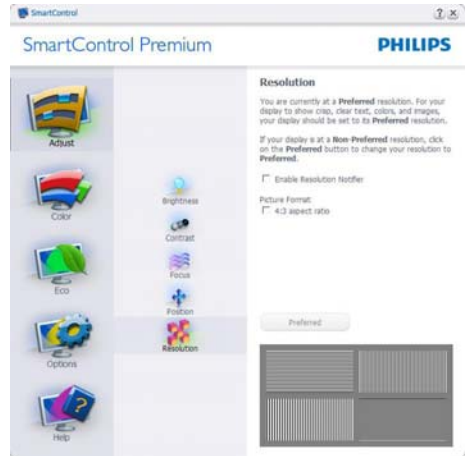 SmartControl
SmartControl Premium
PHILIPS
Adjust
Color
Eco
Options
Help
Brightness
Contrast
Focus
Position
Resolution
Resolution
You are currently at a Preferred resolution. For your
display to show crisp, clear text, colors, and images,
your display should be set to its Preferred resolution.
If your display is at a Non-Preferred resolution, click
on the Preferred button to change your resolution to
Preferred.
Enable Resolution Notifier
Picture Format
4:3 aspect ratio
Preferred